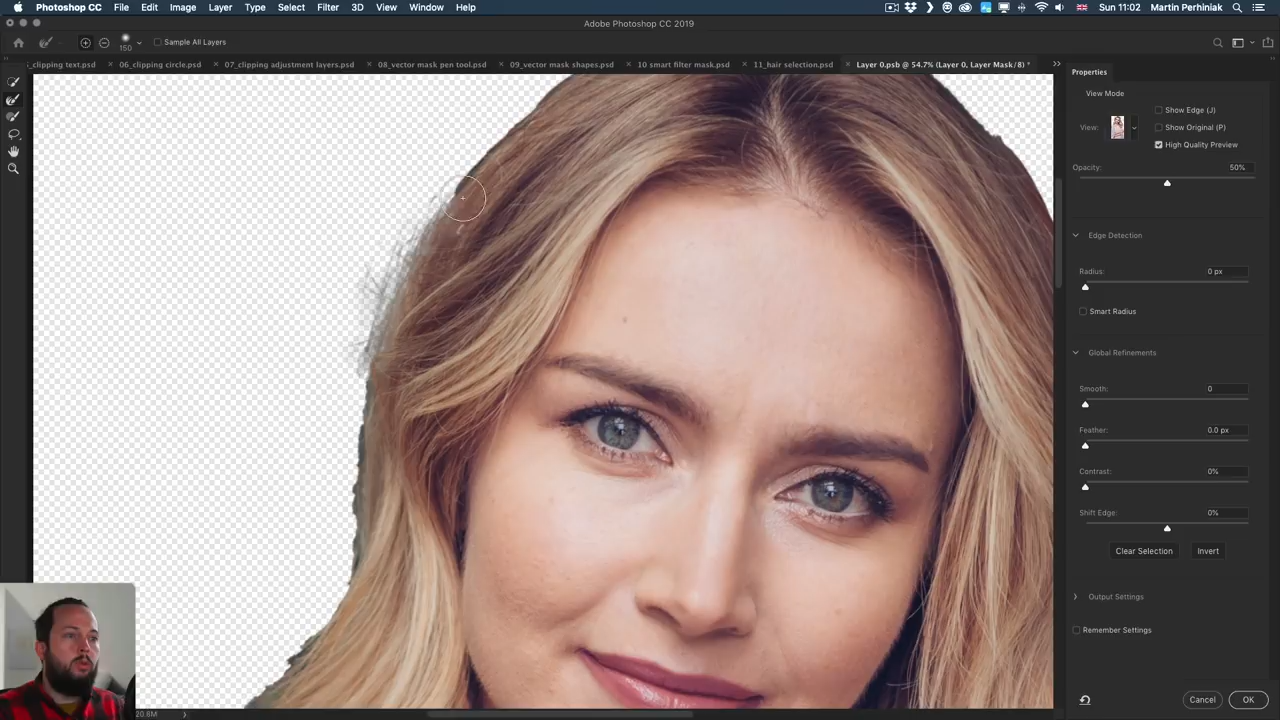 Photoshop CC File Edit Image Layer Type Select Filter 3D View Window Help Sun 11:02 Martin Perhiniak
Adobe Photoshop CC 2019
150 Sample All Layers
_clipping text.psd 06_clipping circle.psd 07_clipping adjustment layers.psd 08_vector mask pen tool.psd 09_vector mask shapes.psd 10 smart filter mask.psd 11_hair selection.psd Layer 0.psb @ 54.7% (Layer 0, Layer Mask/8) *
Properties
View Mode
Show Edge (J)
View: Show Original (P)
High Quality Preview
Opacity: 50%
Edge Detection
Radius: 0 px
Smart Radius
Global Refinements
Smooth: 0
Feather: 0.0 px
Contrast: 0%
Shift Edge: 0%
Clear Selection Invert
Output Settings
Remember Settings
Cancel OK
20.8M